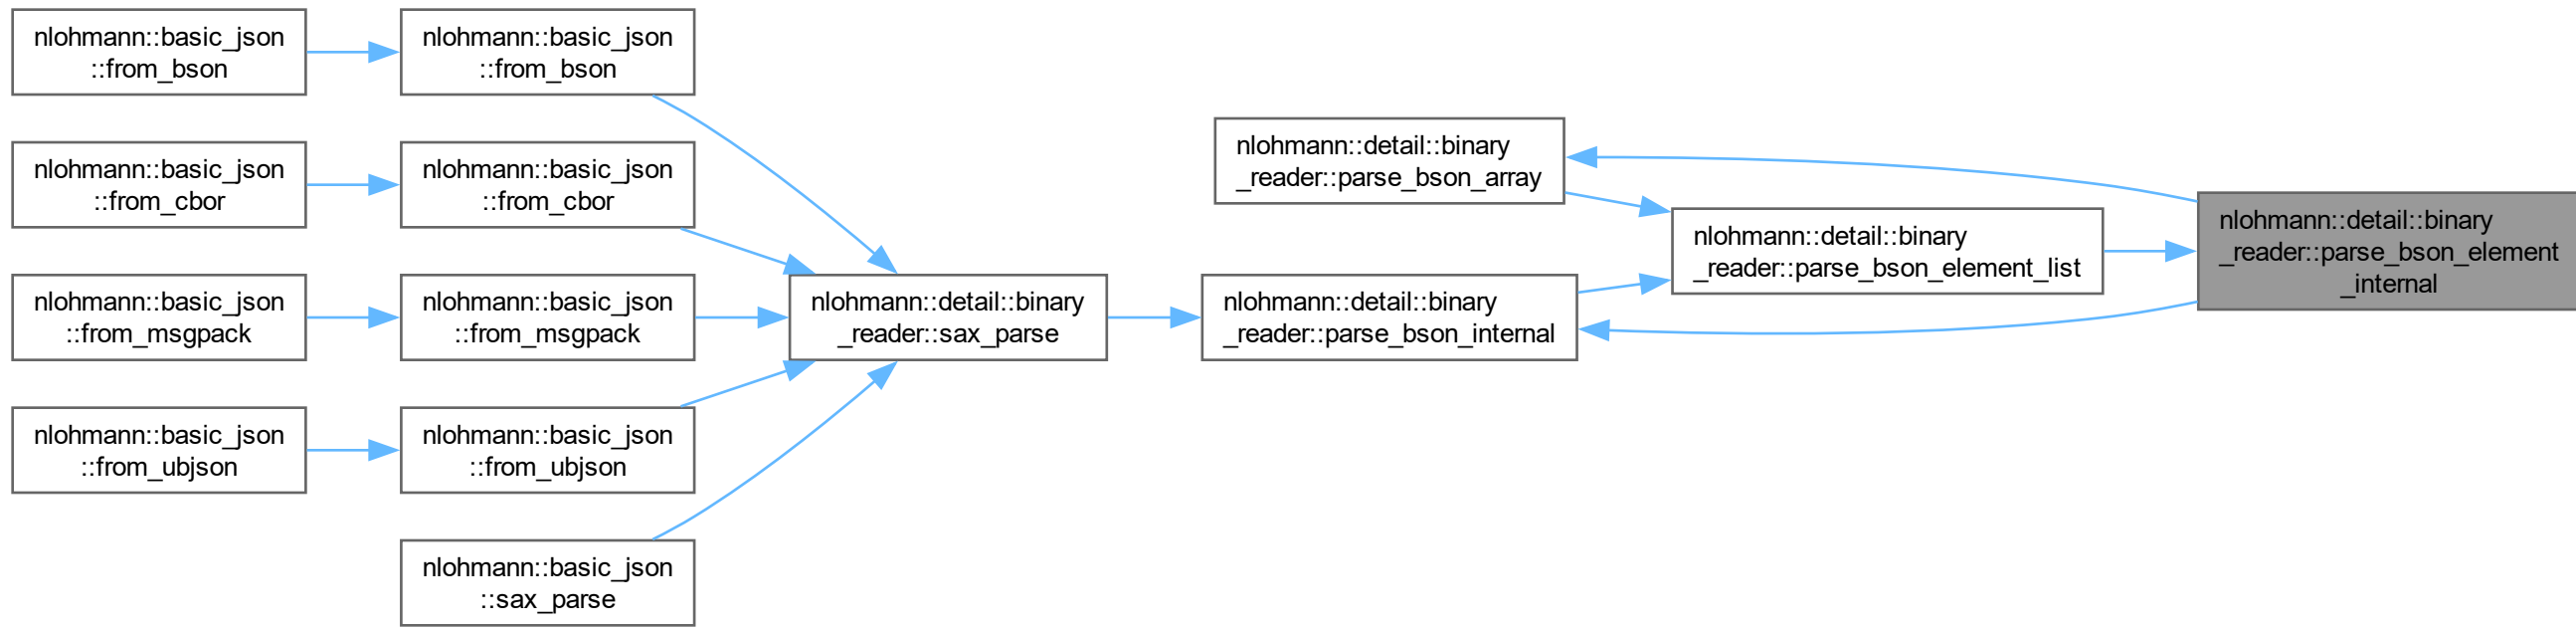 nlohmann::basic_json
::from_bson
nlohmann::basic_json
::from_bson
nlohmann::basic_json
::from_cbor
nlohmann::basic_json
::from_cbor
nlohmann::basic_json
::from_msgpack
nlohmann::basic_json
::from_msgpack
nlohmann::basic_json
::from_ubjson
nlohmann::basic_json
::from_ubjson
nlohmann::basic_json
::sax_parse
nlohmann::detail::binary
_reader::sax_parse
nlohmann::detail::binary
_reader::parse_bson_array
nlohmann::detail::binary
_reader::parse_bson_internal
nlohmann::detail::binary
_reader::parse_bson_element_list
nlohmann::detail::binary
_reader::parse_bson_element
_internal